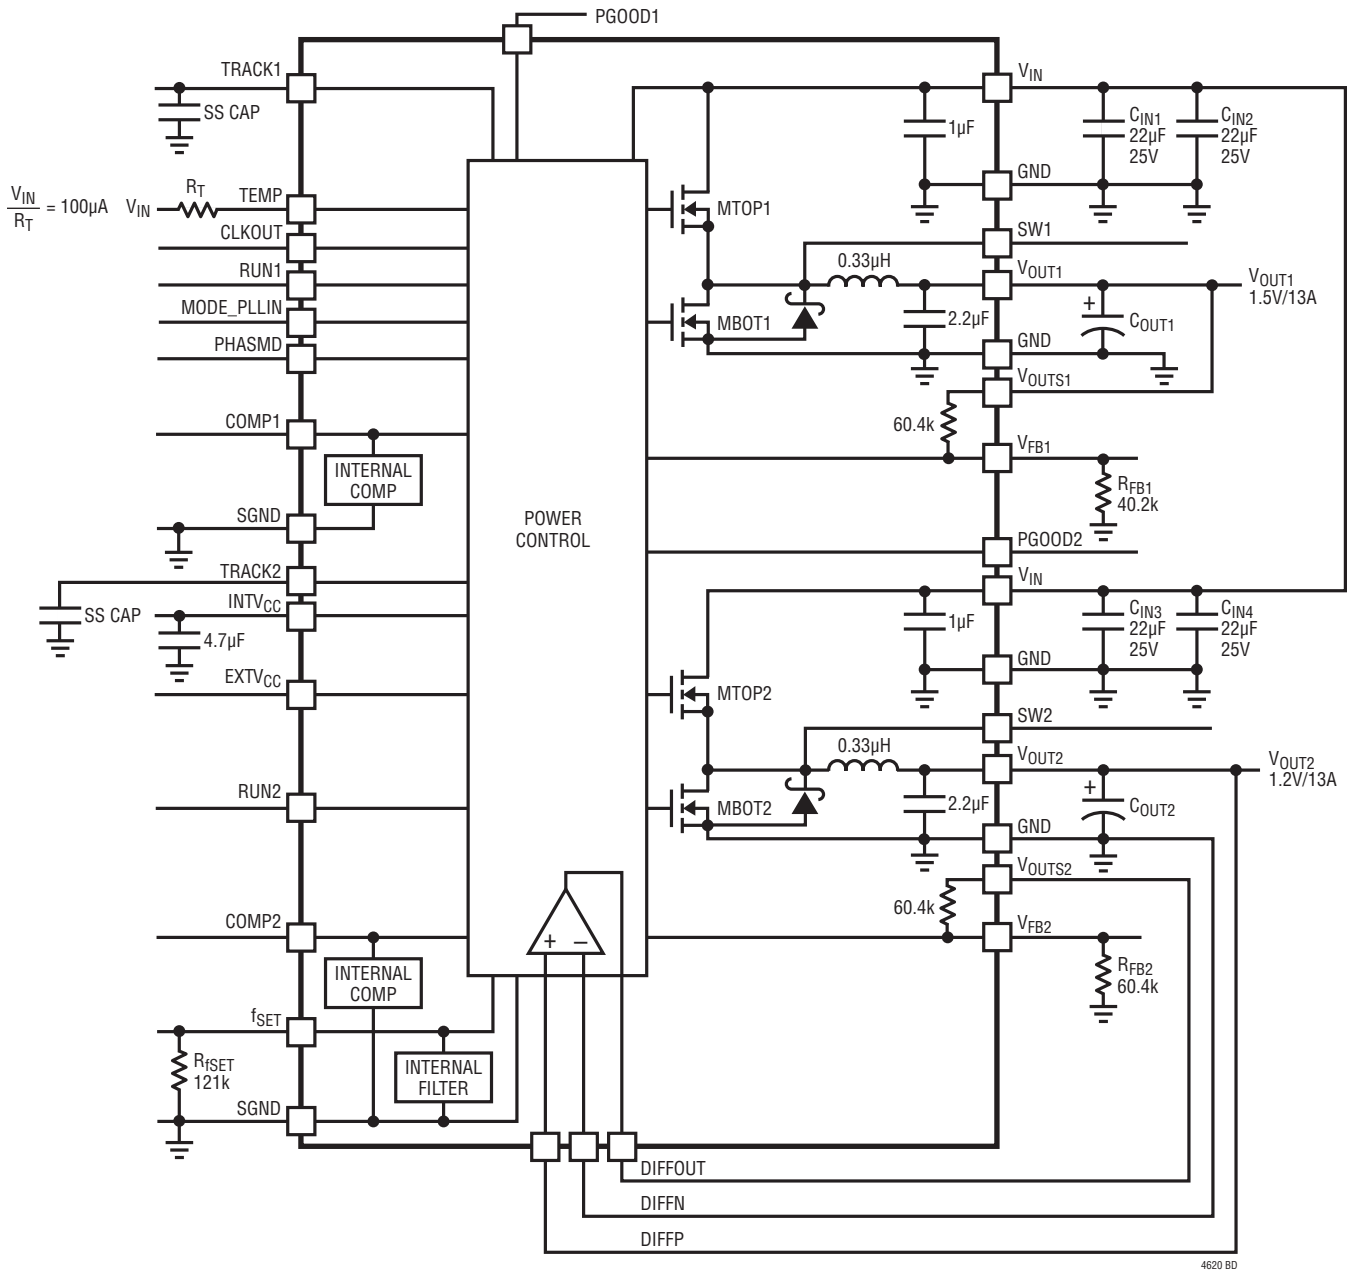 PGOOD1
TRACK1
SS CAP
VIN
RT
= 100µA
VIN
RT
TEMP
CLKOUT
RUN1
MODE_PLLIN
PHASMD
COMP1
INTERNAL
COMP
SGND
TRACK2
SS CAP
INTVCC
4.7µF
EXTVCC
RUN2
COMP2
INTERNAL
COMP
fSET
RfSET
121k
INTERNAL
FILTER
SGND
POWER
CONTROL
+
–
VIN
1µF
CIN1
22µF
25V
CIN2
22µF
25V
GND
MTOP1
SW1
0.33µH
VOUT1
VOUT1
1.5V/13A
MBOT1
2.2µF
+
COUT1
GND
VOUTS1
60.4k
VFB1
RFB1
40.2k
PGOOD2
VIN
1µF
CIN3
22µF
25V
CIN4
22µF
25V
GND
MTOP2
SW2
0.33µH
VOUT2
VOUT2
1.2V/13A
MBOT2
2.2µF
+
COUT2
GND
VOUTS2
60.4k
VFB2
RFB2
60.4k
DIFFOUT
DIFFN
DIFFP
4620 BD